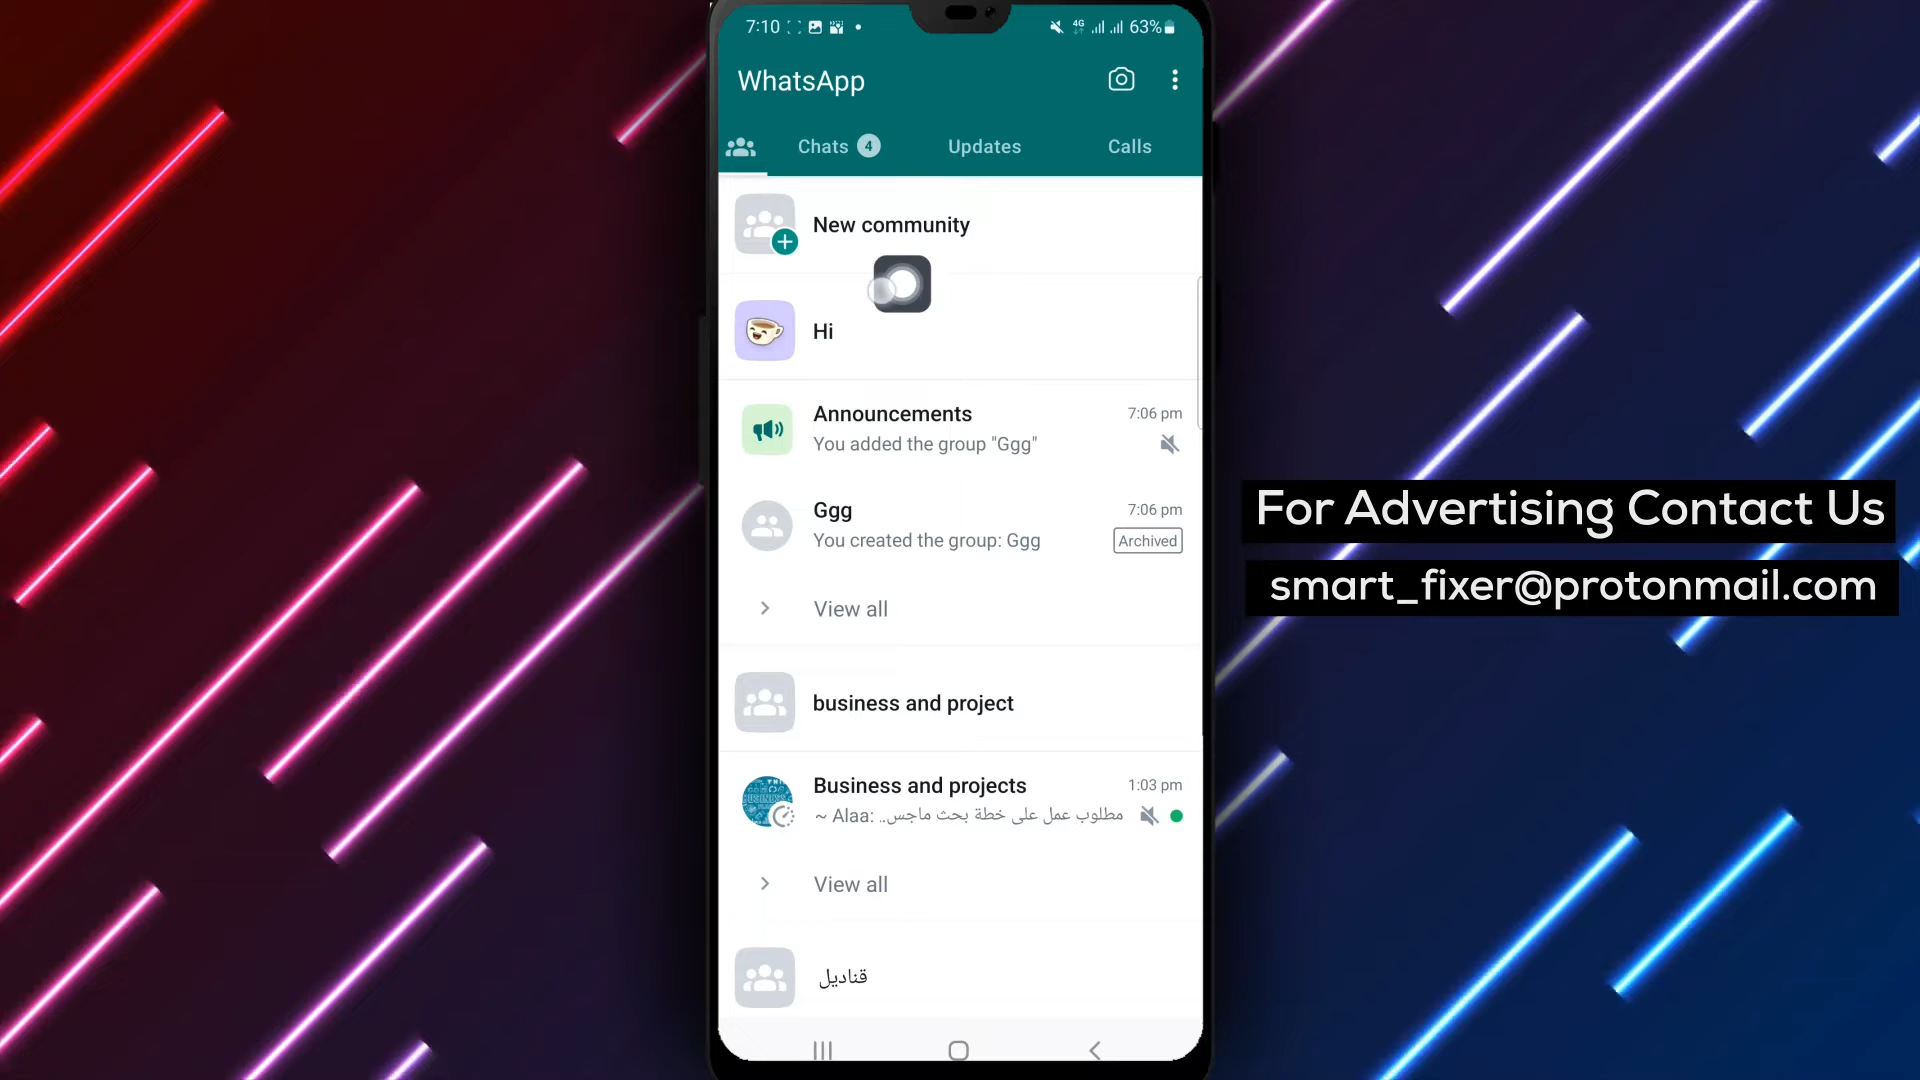 7:10
4G 63%
WhatsApp
Chats 4 Updates Calls
New community
Hi
Announcements 7:06 pm
You added the group "Ggg"
Ggg 7:06 pm
You created the group: Ggg Archived
View all
business and project
Business and projects 1:03 pm
~ Alaa: مطلوب عمل على خطة بحث ماجس..
View all
قناديل
For Advertising Contact Us
smart_fixer@protonmail.com